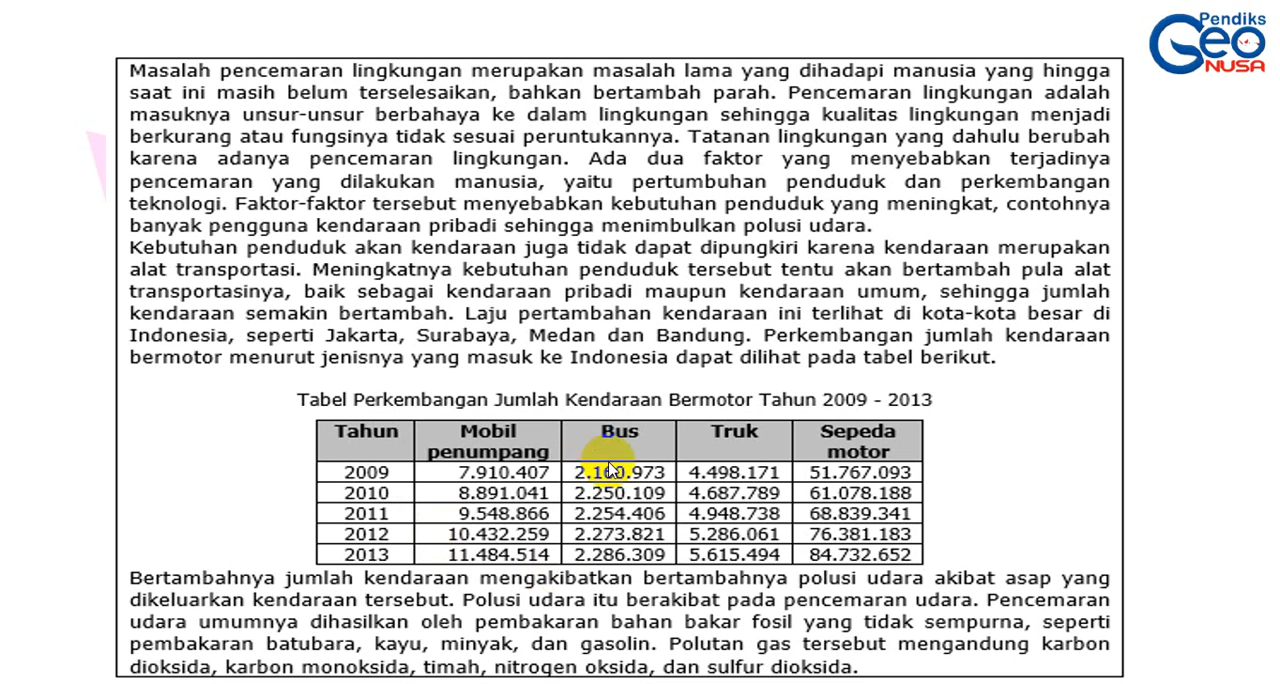 Pendiks
Geo
NUSA
Masalah pencemaran lingkungan merupakan masalah lama yang dihadapi manusia yang hingga
saat ini masih belum terselesaikan, bahkan bertambah parah. Pencemaran lingkungan adalah
masuknya unsur-unsur berbahaya ke dalam lingkungan sehingga kualitas lingkungan menjadi
berkurang atau fungsinya tidak sesuai peruntukannya. Tatanan lingkungan yang dahulu berubah
karena adanya pencemaran lingkungan. Ada dua faktor yang menyebabkan terjadinya
pencemaran yang dilakukan manusia, yaitu pertumbuhan penduduk dan perkembangan
teknologi. Faktor-faktor tersebut menyebabkan kebutuhan penduduk yang meningkat, contohnya
banyak pengguna kendaraan pribadi sehingga menimbulkan polusi udara.
Kebutuhan penduduk akan kendaraan juga tidak dapat dipungkiri karena kendaraan merupakan
alat transportasi. Meningkatnya kebutuhan penduduk tersebut tentu akan bertambah pula alat
transportasinya, baik sebagai kendaraan pribadi maupun kendaraan umum, sehingga jumlah
kendaraan semakin bertambah. Laju pertambahan kendaraan ini terlihat di kota-kota besar di
Indonesia, seperti Jakarta, Surabaya, Medan dan Bandung. Perkembangan jumlah kendaraan
bermotor menurut jenisnya yang masuk ke Indonesia dapat dilihat pada tabel berikut.
Tabel Perkembangan Jumlah Kendaraan Bermotor Tahun 2009 - 2013
Tahun Mobil penumpang Bus Truk Sepeda motor
2009 7.910.407 2.160.973 4.498.171 51.767.093
2010 8.891.041 2.250.109 4.687.789 61.078.188
2011 9.548.866 2.254.406 4.948.738 68.839.341
2012 10.432.259 2.273.821 5.286.061 76.381.183
2013 11.484.514 2.286.309 5.615.494 84.732.652
Bertambahnya jumlah kendaraan mengakibatkan bertambahnya polusi udara akibat asap yang
dikeluarkan kendaraan tersebut. Polusi udara itu berakibat pada pencemaran udara. Pencemaran
udara umumnya dihasilkan oleh pembakaran bahan bakar fosil yang tidak sempurna, seperti
pembakaran batubara, kayu, minyak, dan gasolin. Polutan gas tersebut mengandung karbon
dioksida, karbon monoksida, timah, nitrogen oksida, dan sulfur dioksida.